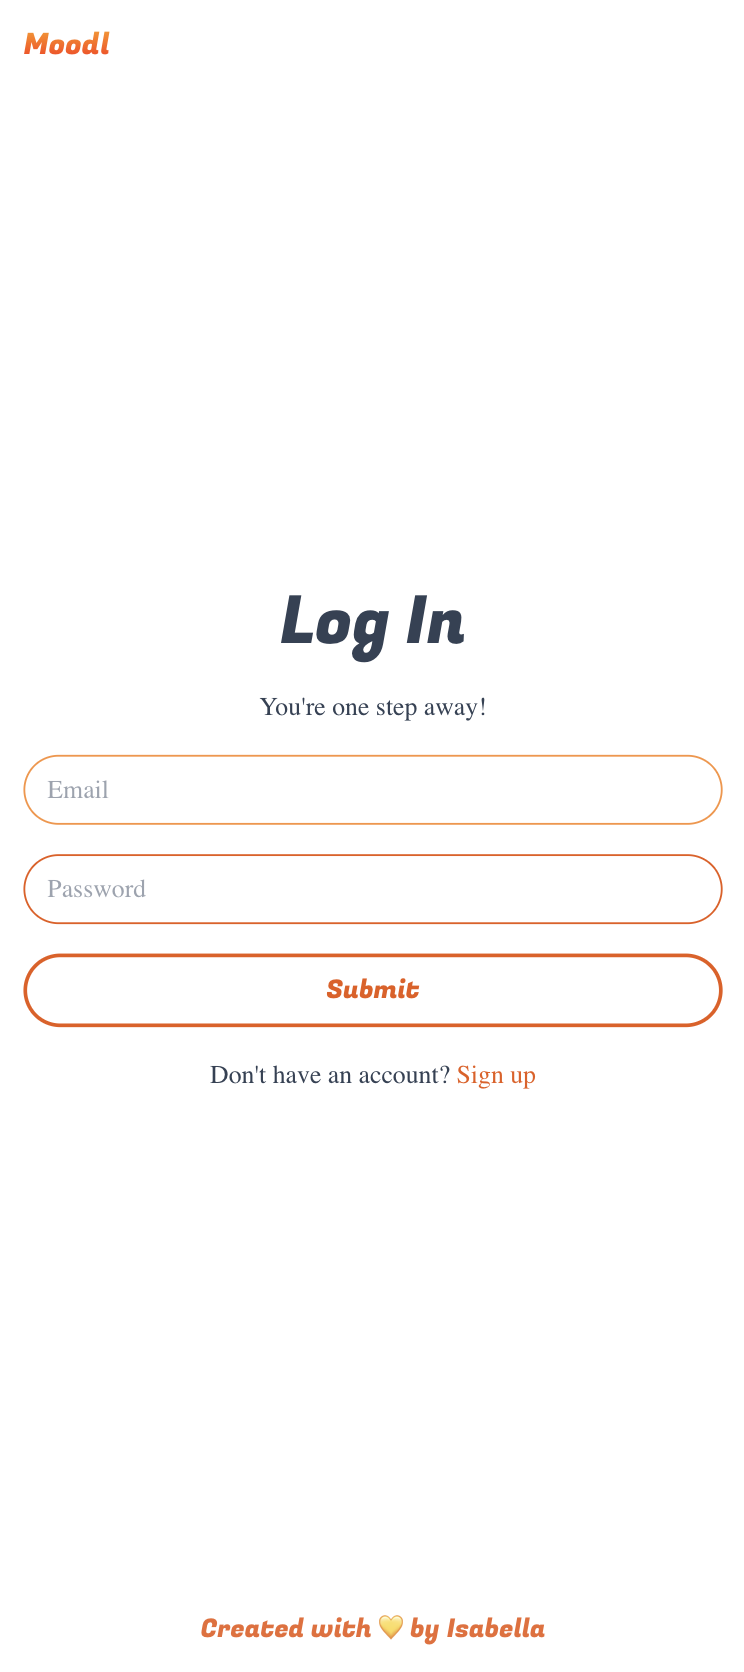 Moodl
Log In
You're one step away!
Email
Password
Submit
Don't have an account? Sign up
Created with 💛 by Isabella